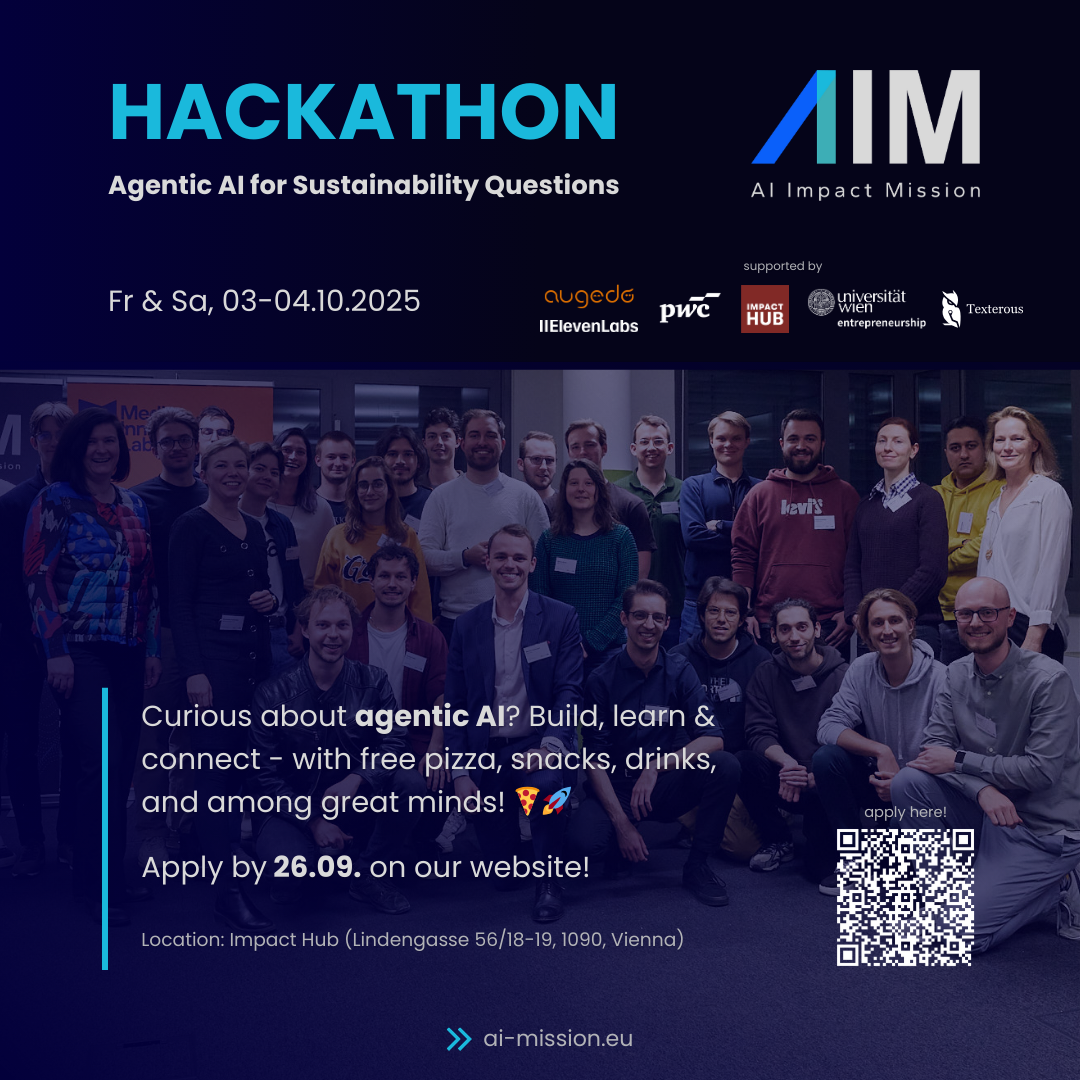 HACKATHON
Agentic AI for Sustainability Questions
AIM
AI Impact Mission
Fr & Sa, 03-04.10.2025
supported by
augedo
IIElevenLabs
pwc
IMPACT
HUB
universität
wien
entrepreneurship
Texterous
M
sion
Levi's
Curious about agentic AI? Build, learn &
connect - with free pizza, snacks, drinks,
and among great minds! 🍕🚀
Apply by 26.09. on our website!
Location: Impact Hub (Lindengasse 56/18-19, 1090, Vienna)
apply here!
ai-mission.eu